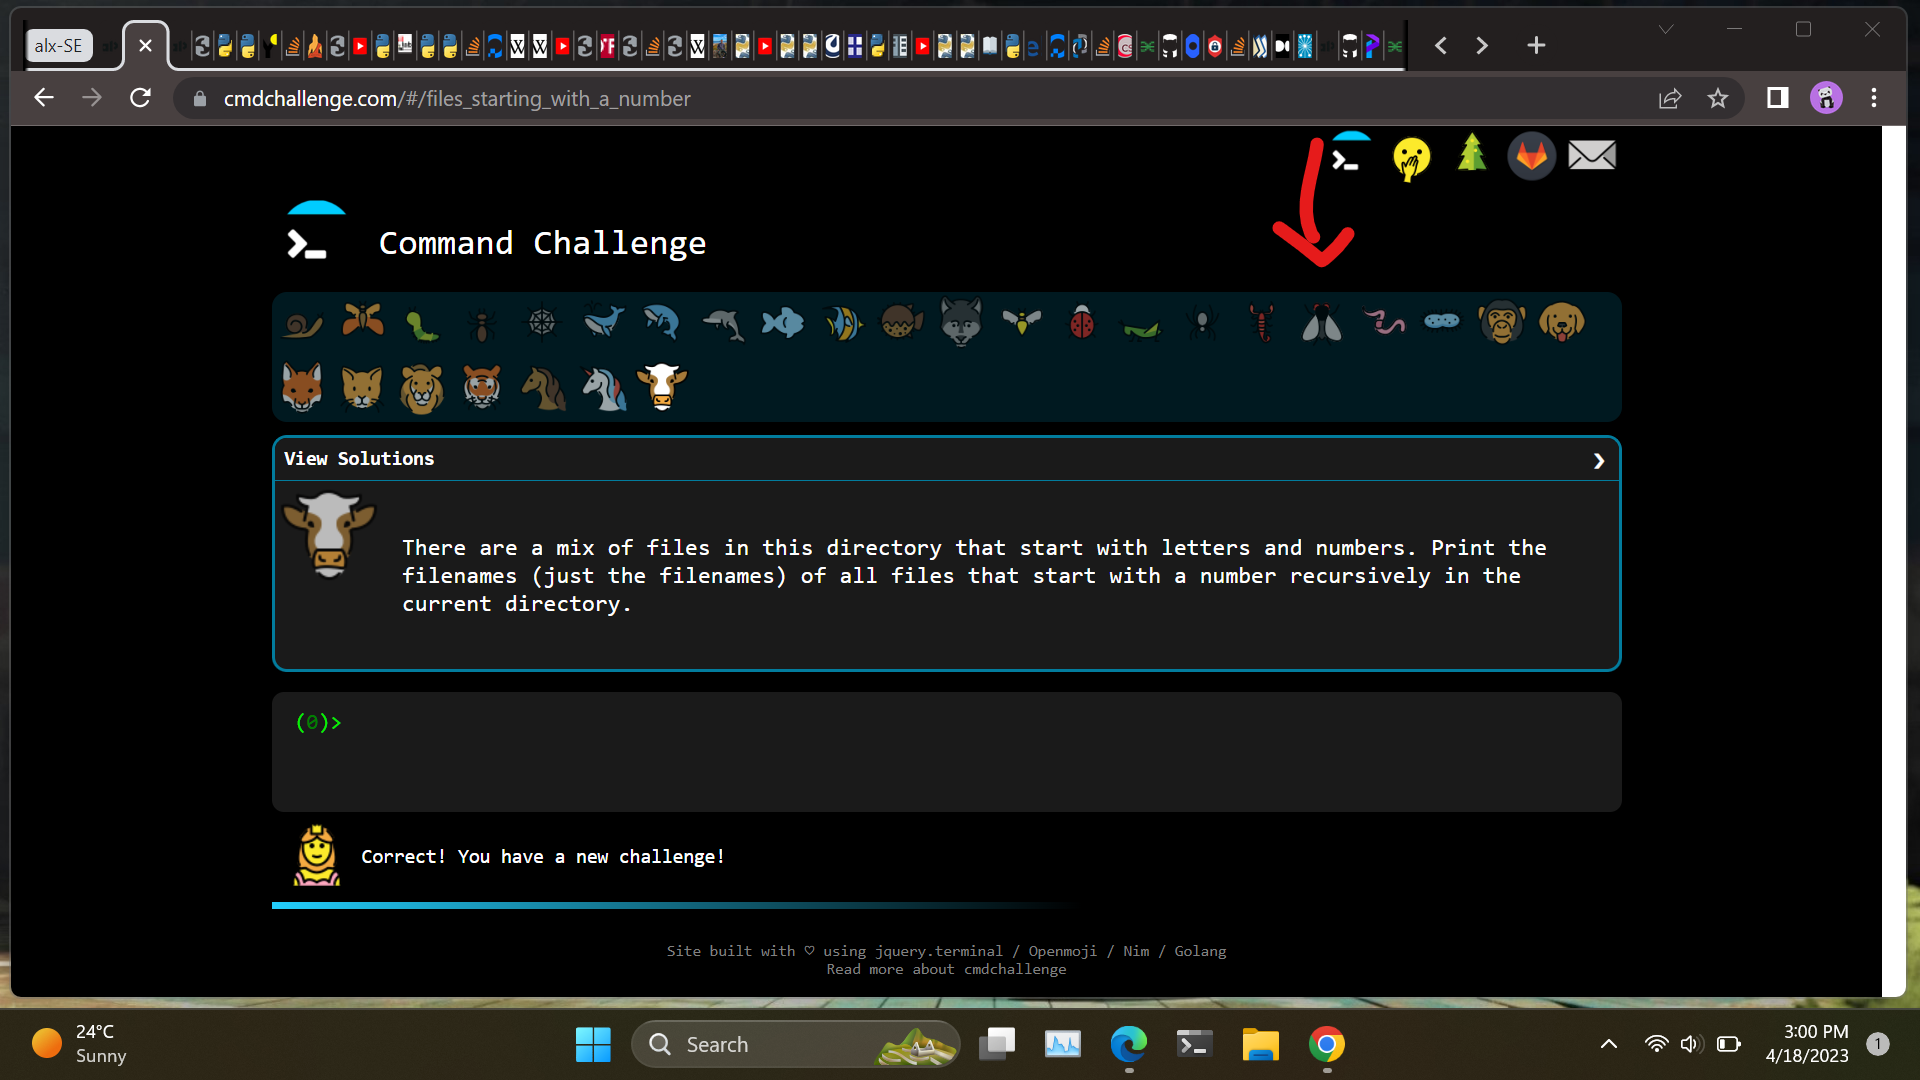 alx-SE
cmdchallenge.com/#/files_starting_with_a_number
Command Challenge
View Solutions
There are a mix of files in this directory that start with letters and numbers. Print the
filenames (just the filenames) of all files that start with a number recursively in the
current directory.
(0)>
Correct! You have a new challenge!
Site built with ♡ using jquery.terminal / Openmoji / Nim / Golang
Read more about cmdchallenge
24°C
Sunny
Search
3:00 PM
4/18/2023
1